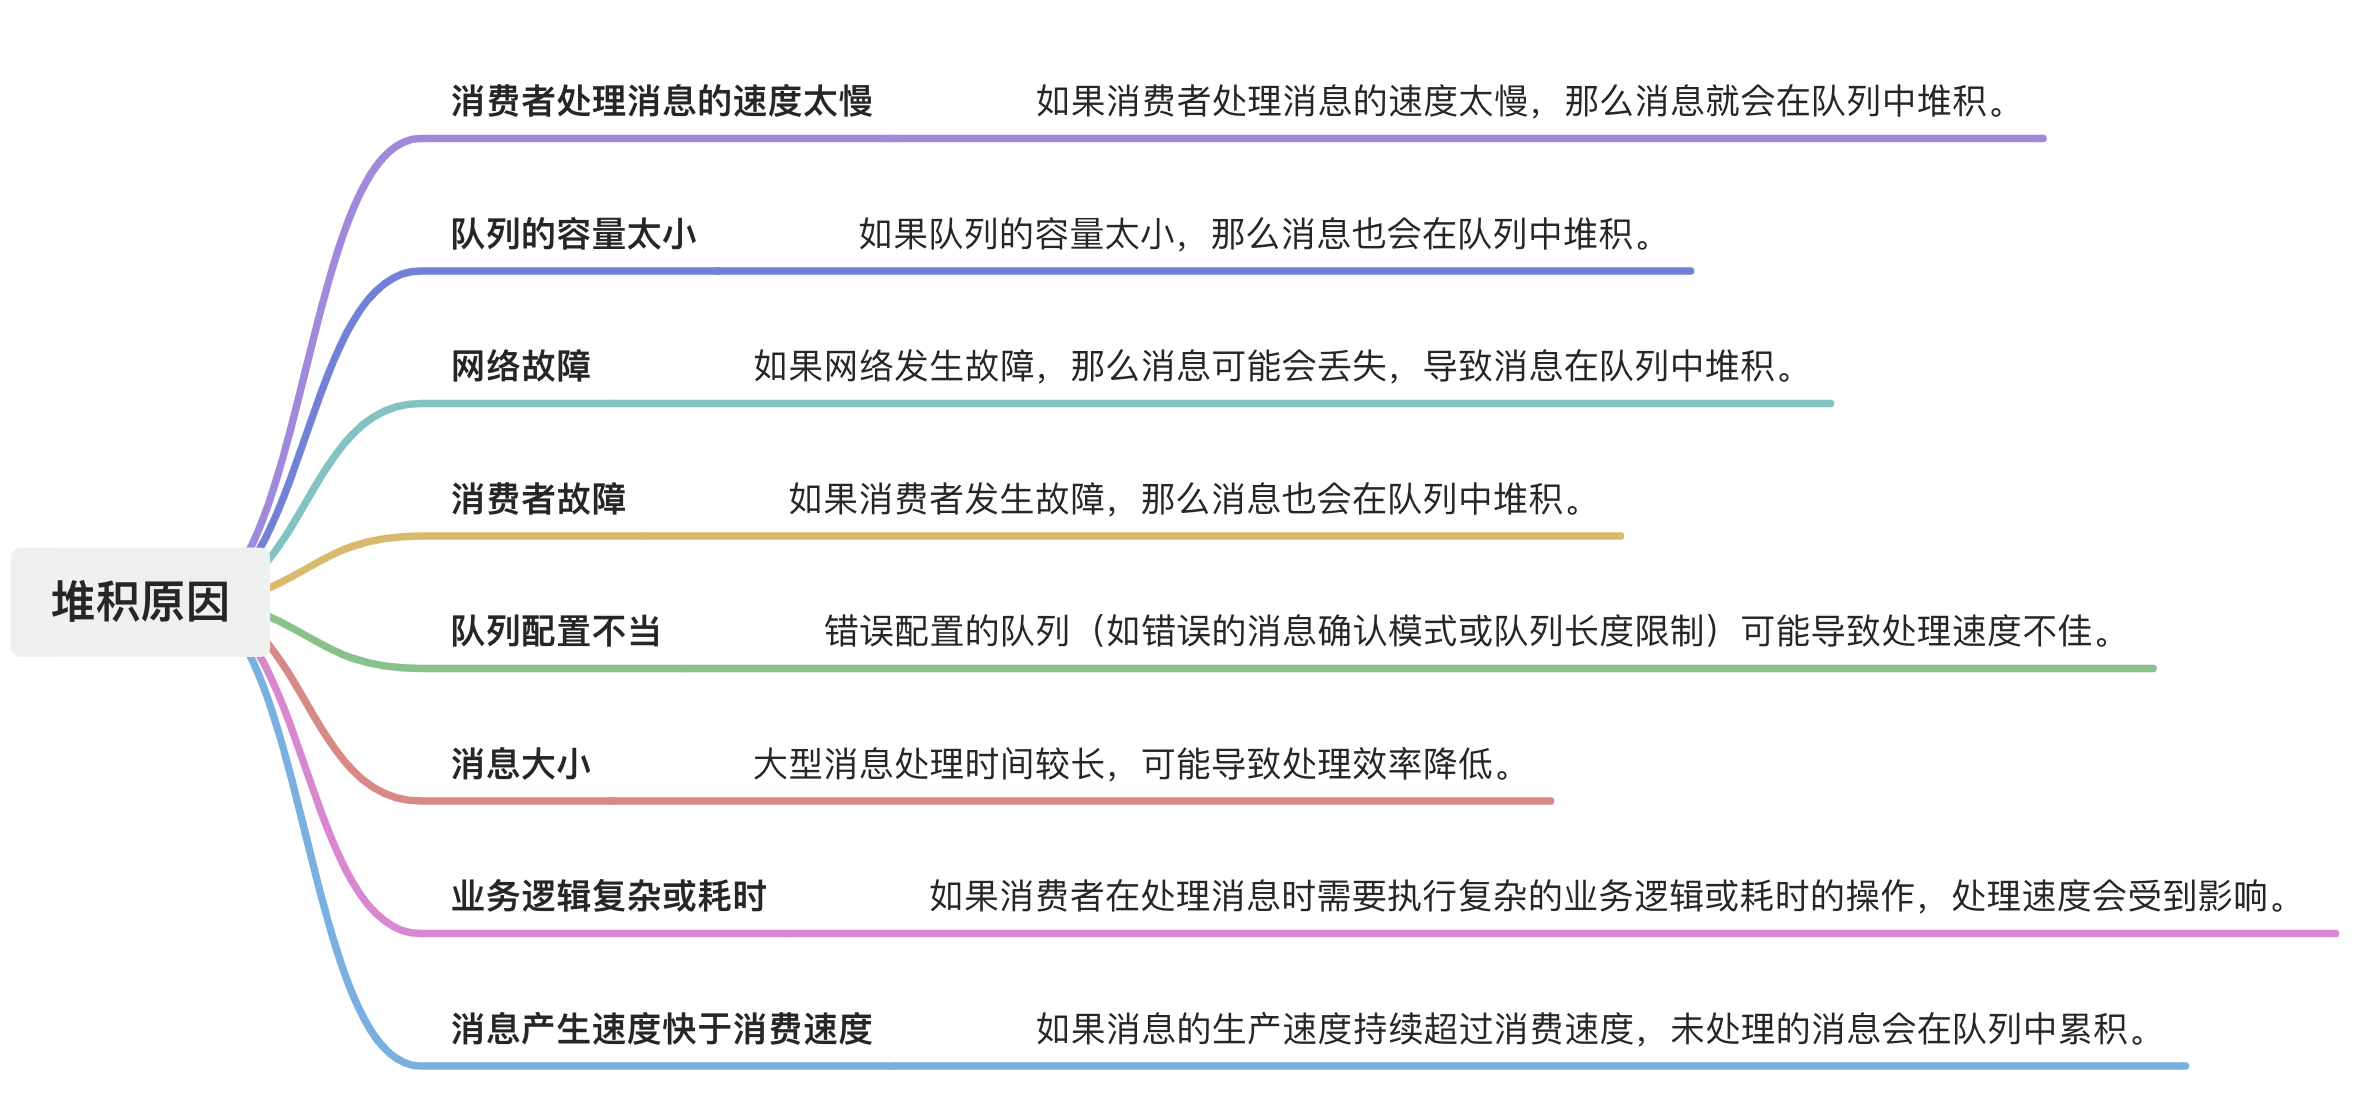 消费者处理消息的速度太慢 如果消费者处理消息的速度太慢，那么消息就会在队列中堆积。
队列的容量太小 如果队列的容量太小，那么消息也会在队列中堆积。
网络故障 如果网络发生故障，那么消息可能会丢失，导致消息在队列中堆积。
消费者故障 如果消费者发生故障，那么消息也会在队列中堆积。
堆积原因
队列配置不当 错误配置的队列（如错误的消息确认模式或队列长度限制）可能导致处理速度不佳。
消息大小 大型消息处理时间较长，可能导致处理效率降低。
业务逻辑复杂或耗时 如果消费者在处理消息时需要执行复杂的业务逻辑或耗时的操作，处理速度会受到影响。
消息产生速度快于消费速度 如果消息的生产速度持续超过消费速度，未处理的消息会在队列中累积。